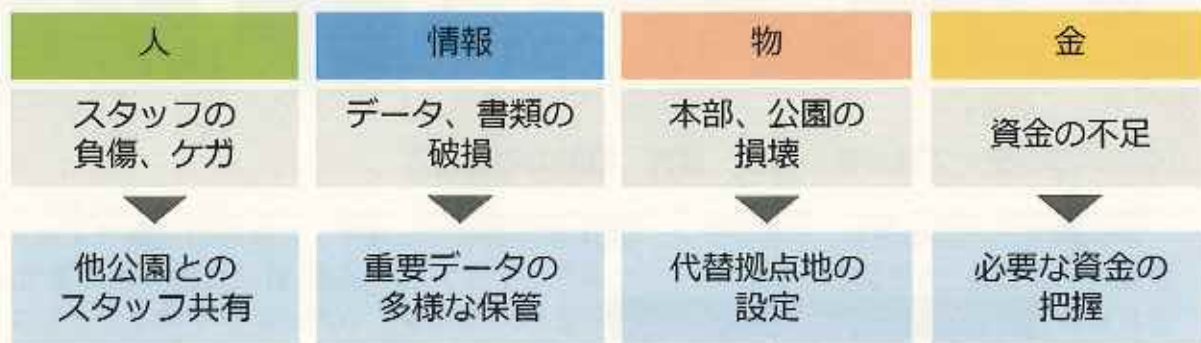 人
スタッフの
負傷、ケガ
他公園との
スタッフ共有
情報
データ、書類の
破損
重要データの
多様な保管
物
本部、公園の
損壊
代替拠点地の
設定
金
資金の不足
必要な資金の
把握